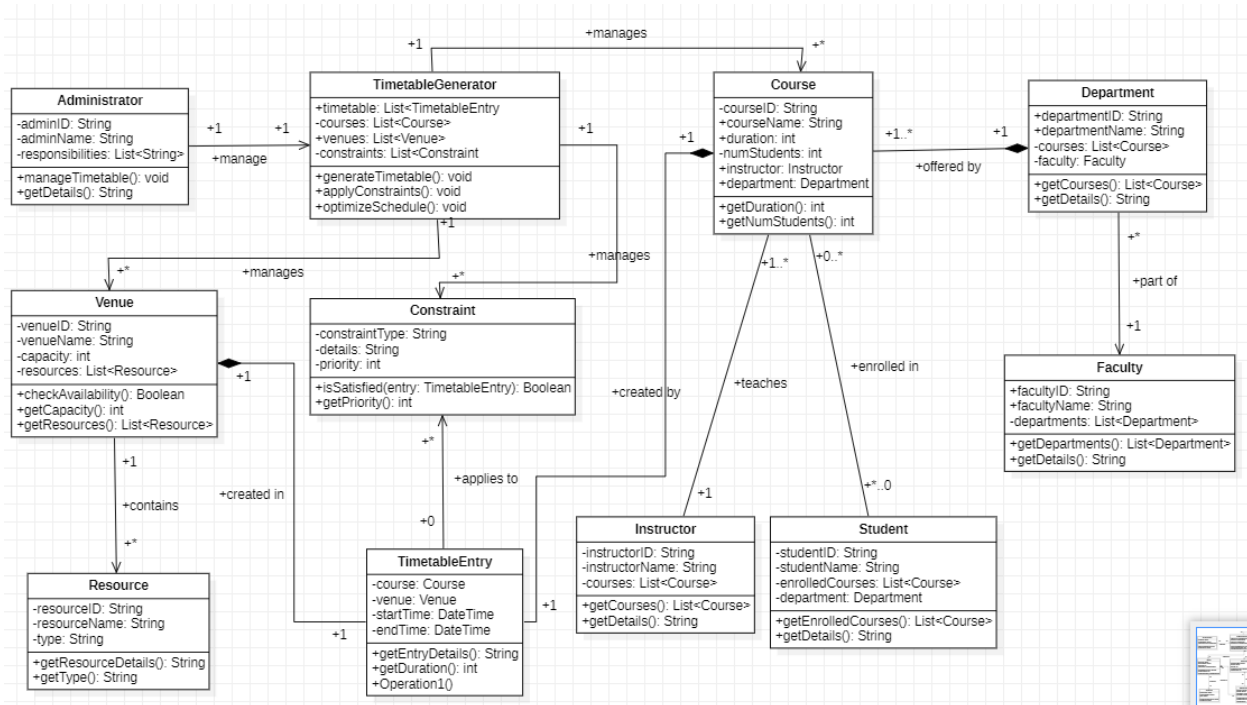 +manages
+1
+*
TimetableGenerator
+timetable: List<TimetableEntry
-courses: List<Course>
+venues: List<Venue>
-constraints: List<Constraint
+generateTimetable(): void
+applyConstraints(): void
+optimizeSchedule(): void
Course
-courseID: String
+courseName: String
+duration: int
-numStudents: int
+instructor: Instructor
+department: Department
+getDuration(): int
+getNumStudents(): int
Department
+departmentID: String
+departmentName: String
-courses: List<Course>
-faculty: Faculty
+getCourses(): List<Course>
+getDetails(): String
Administrator
-adminID: String
-adminName: String
-responsibilities: List<String>
+manageTimetable(): void
+getDetails(): String
+1
+1
+manage
+1
+1
+1..*
+1
+offered by
+1
+*
+manages
+*
+manages
+1..*
+0..*
+*
+part of
+1
Venue
-venueID: String
-venueName: String
-capacity: int
-resources: List<Resource>
+checkAvailability(): Boolean
+getCapacity(): int
+getResources(): List<Resource>
Constraint
-constraintType: String
-details: String
-priority: int
+isSatisfied(entry: TimetableEntry): Boolean
+getPriority(): int
Faculty
+facultyID: String
+facultyName: String
-departments: List<Department>
+getDepartments(): List<Department>
+getDetails(): String
+1
+created by
+teaches
+enrolled in
+1
+contains
+*
+created in
+*
+applies to
+0
+1
+*..0
Resource
-resourceID: String
-resourceName: String
-type: String
+getResourceDetails(): String
+getType(): String
+1
TimetableEntry
-course: Course
-venue: Venue
-startTime: DateTime
-endTime: DateTime
+getEntryDetails(): String
+getDuration(): int
+Operation1()
+1
Instructor
-instructorID: String
-instructorName: String
-courses: List<Course>
+getCourses(): List<Course>
+getDetails(): String
Student
-studentID: String
-studentName: String
-enrolledCourses: List<Course>
-department: Department
+getEnrolledCourses(): List<Course>
+getDetails(): String